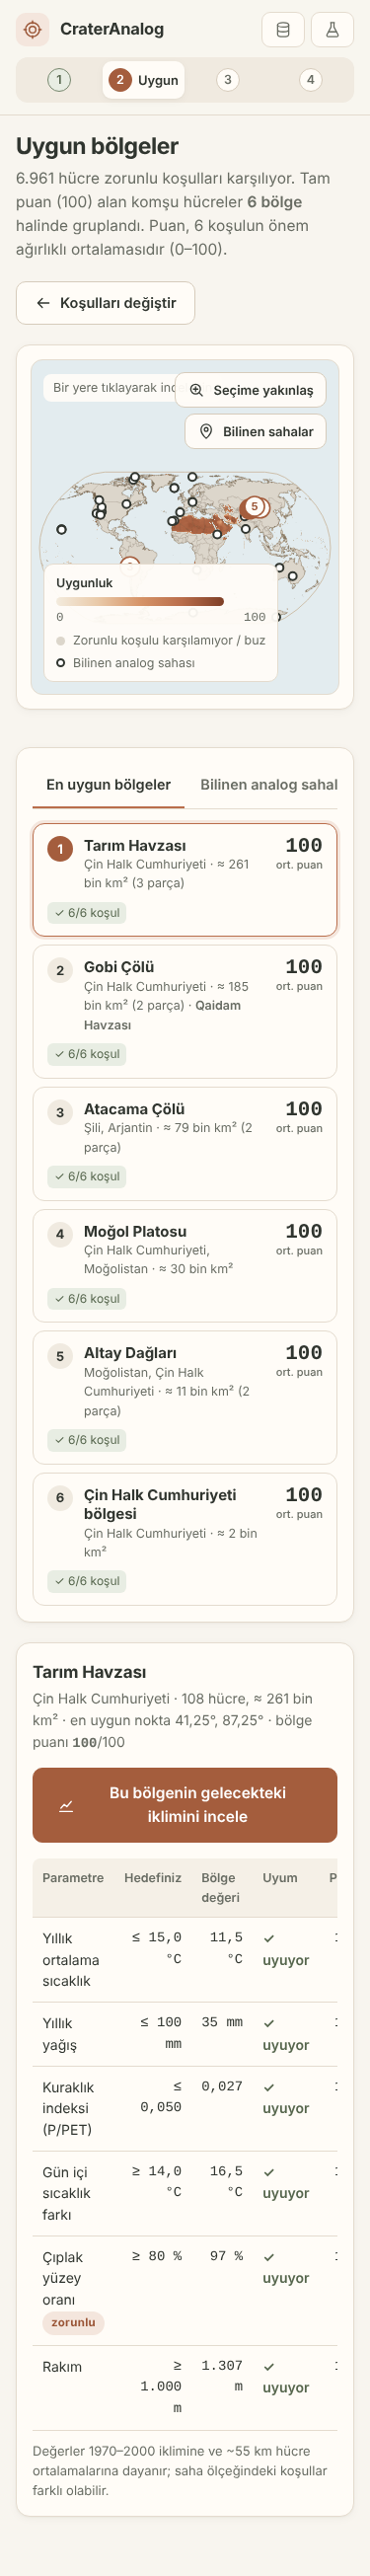 CraterAnalog
1
2 Uygun
3
4
Uygun bölgeler
6.961 hücre zorunlu koşulları karşılıyor. Tam
puan (100) alan komşu hücreler 6 bölge
halinde gruplandı. Puan, 6 koşulun önem
ağırlıklı ortalamasıdır (0–100).
← Koşulları değiştir
Bir yere tıklayarak
Seçime yakınlaş
Bilinen sahalar
5
Uygunluk
0 100
Zorunlu koşulu karşılamıyor / buz
Bilinen analog sahası
En uygun bölgeler
Bilinen analog sahal
1 Tarım Havzası 100
Çin Halk Cumhuriyeti · ≈ 261 ort. puan
bin km² (3 parça)
✓ 6/6 koşul
2 Gobi Çölü 100
Çin Halk Cumhuriyeti · ≈ 185 ort. puan
bin km² (2 parça) · Qaidam
Havzası
✓ 6/6 koşul
3 Atacama Çölü 100
Şili, Arjantin · ≈ 79 bin km² (2 ort. puan
parça)
✓ 6/6 koşul
4 Moğol Platosu 100
Çin Halk Cumhuriyeti, ort. puan
Moğolistan · ≈ 30 bin km²
✓ 6/6 koşul
5 Altay Dağları 100
Moğolistan, Çin Halk ort. puan
Cumhuriyeti · ≈ 11 bin km² (2
parça)
✓ 6/6 koşul
6 Çin Halk Cumhuriyeti 100
bölgesi ort. puan
Çin Halk Cumhuriyeti · ≈ 2 bin
km²
✓ 6/6 koşul
Tarım Havzası
Çin Halk Cumhuriyeti · 108 hücre, ≈ 261 bin
km² · en uygun nokta 41,25°, 87,25° · bölge
puanı 100/100
Bu bölgenin gelecekteki
iklimini incele
Parametre Hedefiniz Bölge Uyum P
değeri
Yıllık ≤ 15,0 11,5 ✓
ortalama °C °C uyuyor
sıcaklık
Yıllık ≤ 100 35 mm ✓
yağış mm uyuyor
Kuraklık ≤ 0,027 ✓
indeksi 0,050 uyuyor
(P/PET)
Gün içi ≥ 14,0 16,5 ✓
sıcaklık °C °C uyuyor
farkı
Çıplak ≥ 80 % 97 % ✓
yüzey uyuyor
oranı
zorunlu
Rakım ≥ 1.307 ✓
1.000 m uyuyor
m
Değerler 1970–2000 iklimine ve ~55 km hücre
ortalamalarına dayanır; saha ölçeğindeki koşullar
farklı olabilir.